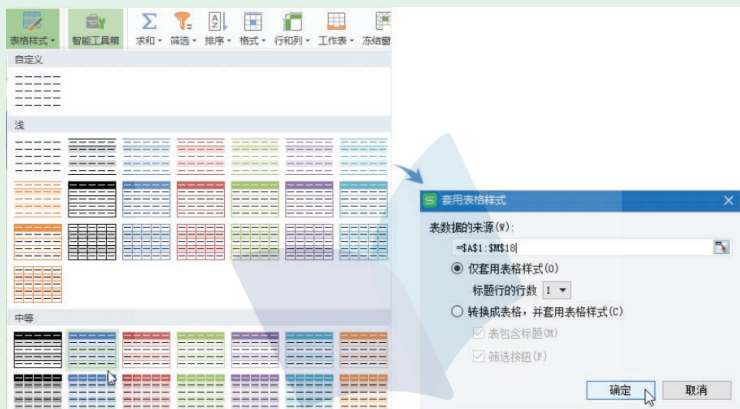 表格样式 智能工具箱 求和 筛选 排序 格式 行和列 工作表 冻结窗
自定义
浅
中等
套用表格样式
表数据的来源(W):
=$A$1:$M$18
仅套用表格样式(O)
标题行的行数 1
转换成表格，并套用表格样式(C)
表包含标题(M)
筛选按钮(F)
确定 取消